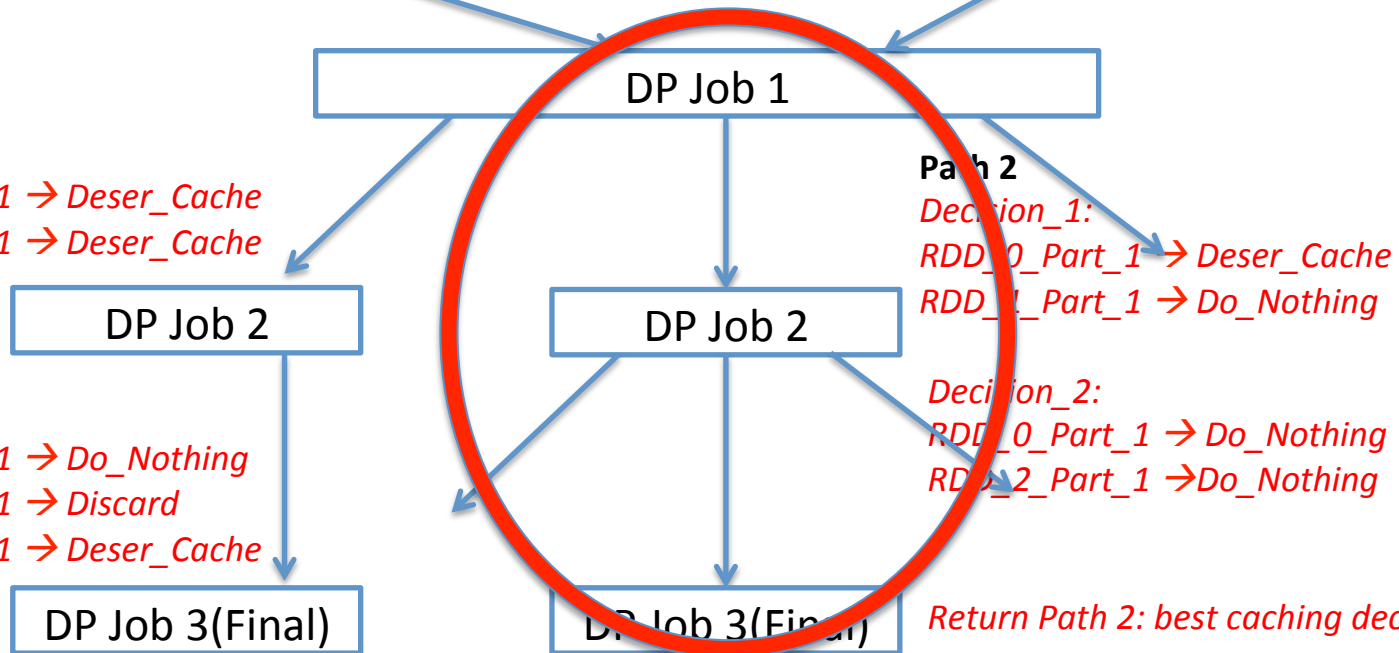 DP Job 1
Path 2
Decision_1:
1 → Deser_Cache
RDD_0_Part_1 → Deser_Cache
1 → Deser_Cache
RDD_1_Part_1 → Do_Nothing
DP Job 2
DP Job 2
Decision_2:
1 → Do_Nothing
RDD_0_Part_1 → Do_Nothing
1 → Discard
RDD_2_Part_1 →Do_Nothing
1 → Deser_Cache
DP Job 3(Final)
DP Job 3(Final)
Return Path 2: best caching dec